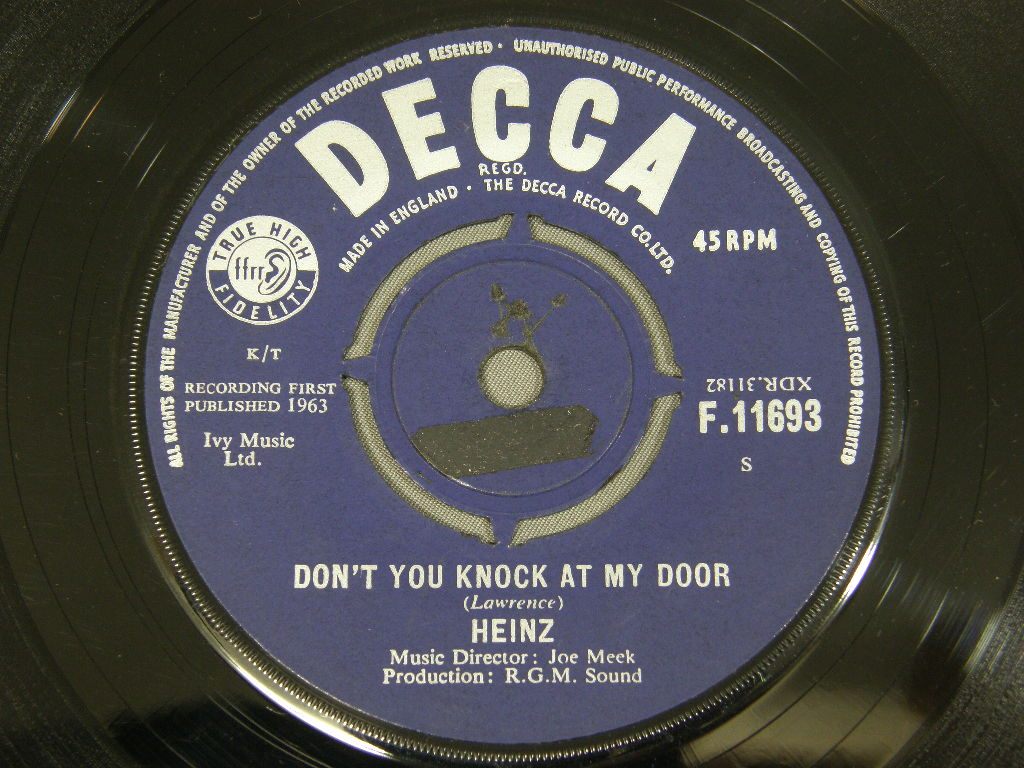 ALL RIGHTS OF THE MANUFACTURER AND OF THE OWNER OF THE RECORDED WORK RESERVED · UNAUTHORISED PUBLIC PERFORMANCE BROADCASTING AND COPYING OF THIS RECORD PROHIBITED
DECCA
REGD.
MADE IN ENGLAND · THE DECCA RECORD CO. LTD.
45 RPM
TRUE HIGH
ffrr
FIDELITY
K/T
RECORDING FIRST
PUBLISHED 1963
Ivy Music
Ltd.
XDR.31182
F.11693
S
DON'T YOU KNOCK AT MY DOOR
(Lawrence)
HEINZ
Music Director: Joe Meek
Production: R.G.M. Sound